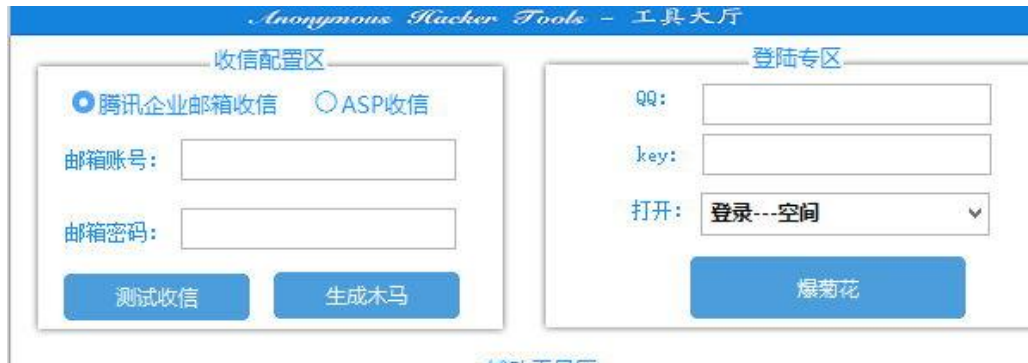 Anonymous Hacker Tools - 工具大厅
收信配置区
腾讯企业邮箱收信 ASP收信
邮箱账号:
邮箱密码:
测试收信 生成木马
登陆专区
QQ:
key:
打开: 登录---空间
爆菊花